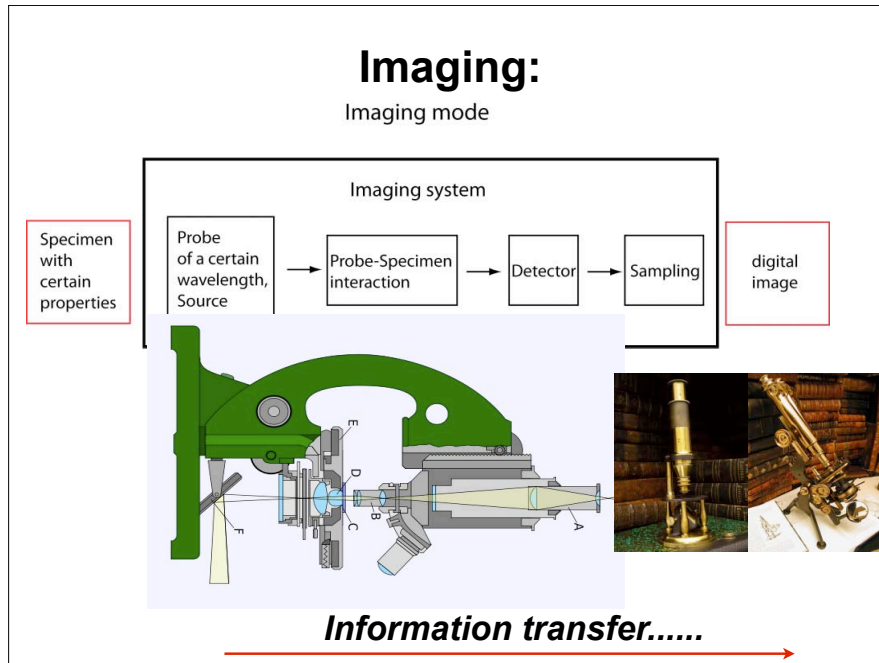 Imaging:
Imaging mode
Imaging system
Specimen
with
certain
properties
Probe
of a certain
wavelength,
Source
Probe-Specimen
interaction
Detector
Sampling
digital
image
E
D
C
B
A
F
Information transfer......